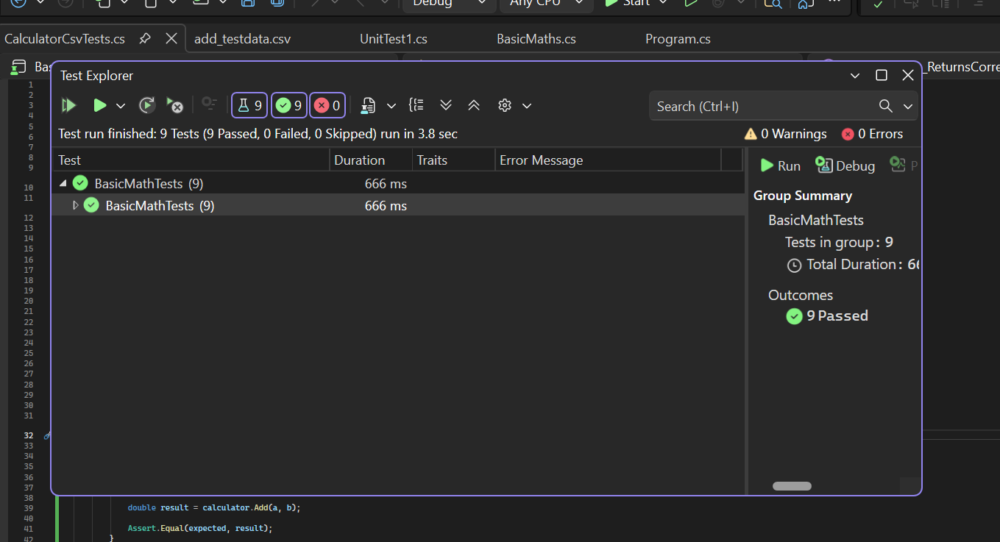 Debug Any CPU Start
CalculatorCsvTests.cs add_testdata.csv UnitTest1.cs BasicMaths.cs Program.cs
Bas _ReturnsCorre
Test Explorer
9 9 0
Search (Ctrl+I)
Test run finished: 9 Tests (9 Passed, 0 Failed, 0 Skipped) run in 3.8 sec
0 Warnings 0 Errors
Test Duration Traits Error Message
BasicMathTests (9) 666 ms
BasicMathTests (9) 666 ms
Run Debug P
Group Summary
BasicMathTests
Tests in group: 9
Total Duration: 66
Outcomes
9 Passed
1
2
3
4
5
6
7
8
9
10
11
12
13
14
15
16
17
18
19
20
21
22
23
24
25
26
27
28
29
30
31
32
33
34
35
36
37
38
39 double result = calculator.Add(a, b);
40
41 Assert.Equal(expected, result);
42 }